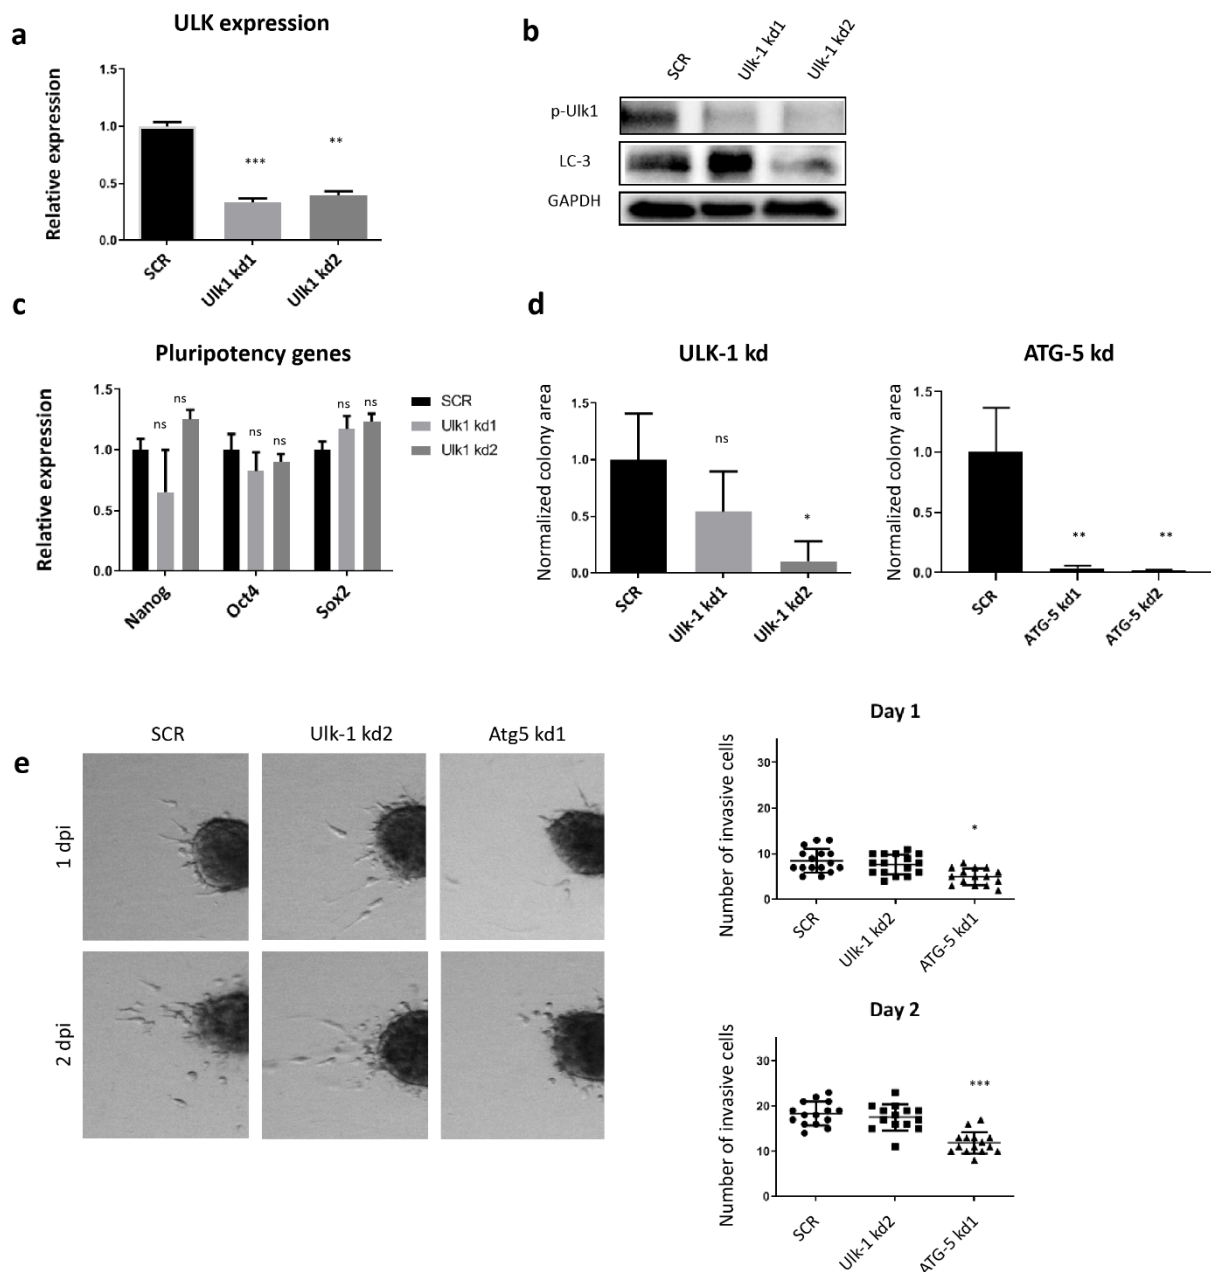 a
ULK expression
Relative expression
1.5
1.0
0.5
0.0
***
**
SCR
Ulk1 kd1
Ulk1 kd2
b
SCR
Ulk-1 kd1
Ulk-1 kd2
p-Ulk1
LC-3
GAPDH
c
Pluripotency genes
Relative expression
1.5
1.0
0.5
0.0
ns
ns
ns
ns
ns
ns
SCR
Ulk1 kd1
Ulk1 kd2
Nanog
Oct4
Sox2
d
ULK-1 kd
Normalized colony area
1.5
1.0
0.5
0.0
ns
*
SCR
Ulk-1 kd1
Ulk-1 kd2
ATG-5 kd
Normalized colony area
1.5
1.0
0.5
0.0
**
**
SCR
ATG-5 kd1
ATG-5 kd2
e
SCR
Ulk-1 kd2
Atg5 kd1
1 dpi
2 dpi
Day 1
Number of invasive cells
30
20
10
0
*
SCR
Ulk-1 kd2
ATG-5 kd1
Day 2
Number of invasive cells
30
20
10
0
***
SCR
Ulk-1 kd2
ATG-5 kd1